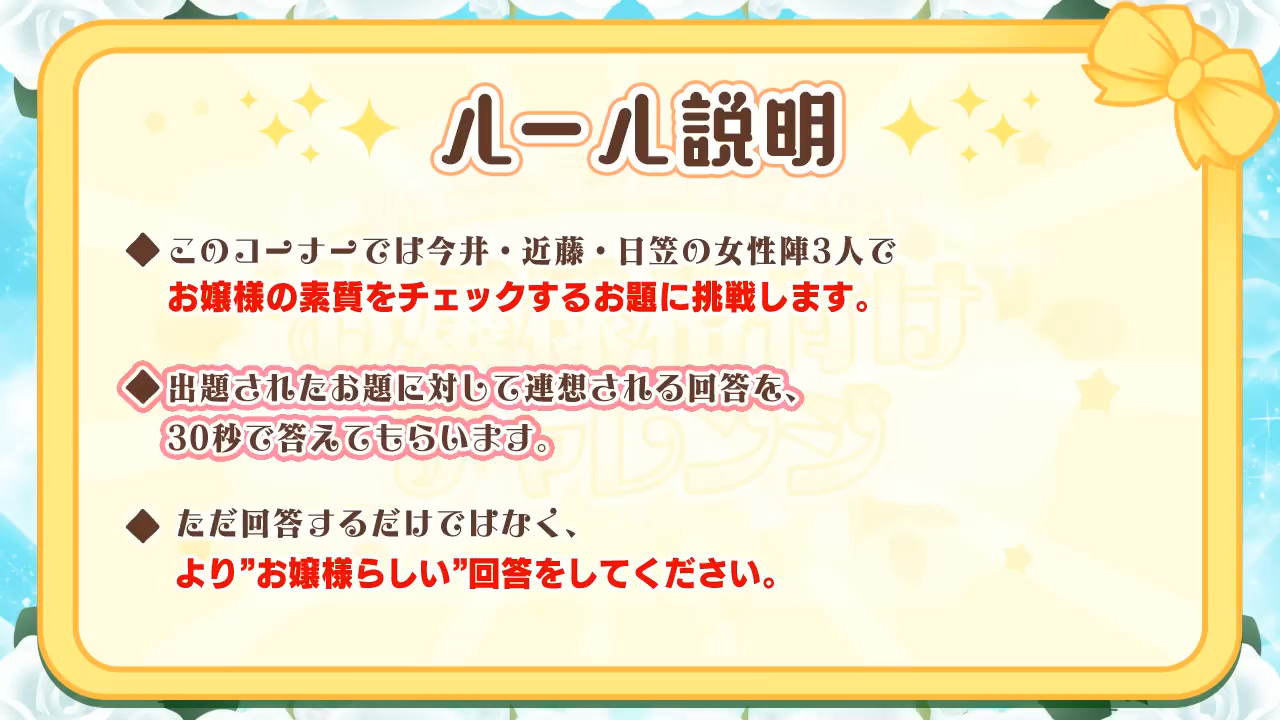 ルール説明
◆このコーナーでは今井・近藤・日笠の女性陣3人で
お嬢様の素質をチェックするお題に挑戦します。
◆出題されたお題に対して連想される回答を、
30秒で答えてもらいます。
◆ただ回答するだけではなく、
より”お嬢様らしい”回答をしてください。